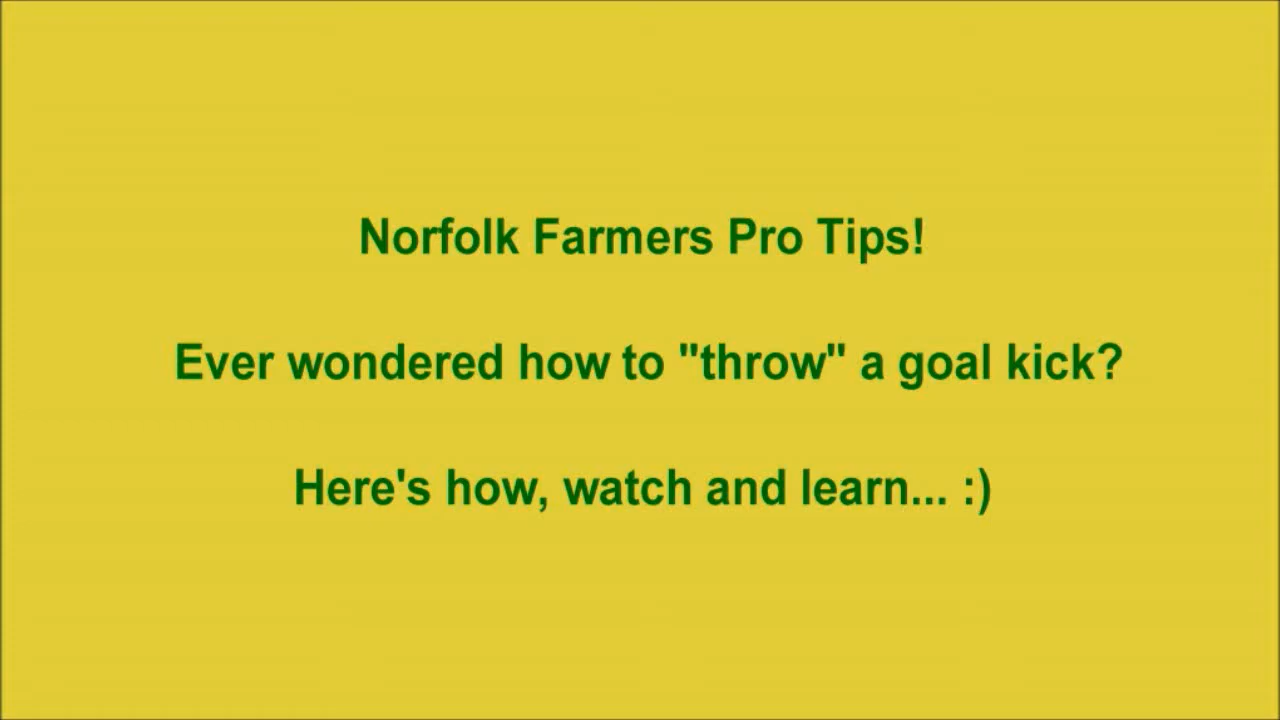 Norfolk Farmers Pro Tips!
Ever wondered how to "throw" a goal kick?
Here's how, watch and learn... :)